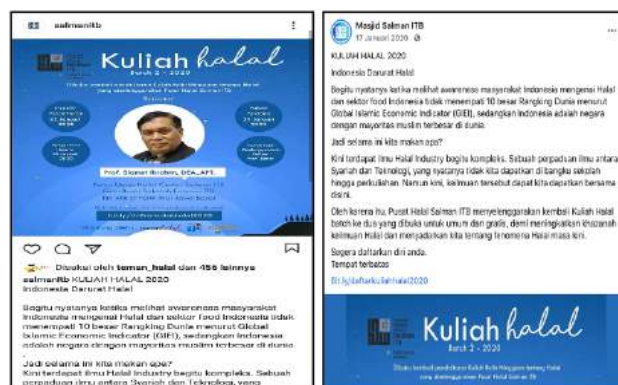 salmanitb
Kuliah halal
Batch 2 - 2020
Prof. Slamet Ibrahim, DEA., APT.
Disukai oleh teman_halal dan 456 lainnya
salmanitb KULIAH HALAL 2020
Indonesia Darurat Halal
Begitu nyatanya ketika melihat awareness masyarakat
Indonesia mengenai Halal dan sektor food Indonesia tidak
menempati 10 besar Rangking Dunia menurut Global
Islamic Economic Indicator (GIEI), sedangkan Indonesia
adalah negara dengan mayoritas muslim terbesar di dunia.
.
Jadi selama ini kita makan apa?
Kini terdapat Ilmu Halal Industry begitu kompleks. Sebuah
perpaduan ilmu antara Syariah dan Teknologi, yang
Masjid Salman ITB
17 Januari 2020
KULIAH HALAL 2020
Indonesia Darurat Halal
Begitu nyatanya ketika melihat awareness masyarakat Indonesia mengenai Halal
dan sektor food Indonesia tidak menempati 10 besar Rangking Dunia menurut
Global Islamic Economic Indicator (GIEI), sedangkan Indonesia adalah negara
dengan mayoritas muslim terbesar di dunia.
Jadi selama ini kita makan apa?
Kini terdapat Ilmu Halal Industry begitu kompleks. Sebuah perpaduan ilmu antara
Syariah dan Teknologi, yang nyatanya tidak kita dapatkan di bangku sekolah
hingga perkuliahan. Namun kini, keilmuan tersebut dapat kita dapatkan bersama
disini.
Oleh karena itu, Pusat Halal Salman ITB menyelenggarakan kembali Kuliah Halal
batch ke dua yang dibuka untuk umum dan gratis, demi meningkatkan khazanah
keilmuan Halal dan menyadarkan kita tentang fenomena Halal masa kini.
Segera daftarkan diri anda.
Tempat terbatas
Bit.ly/daftarkuliahhalal2020
Kuliah halal
Batch 2 - 2020